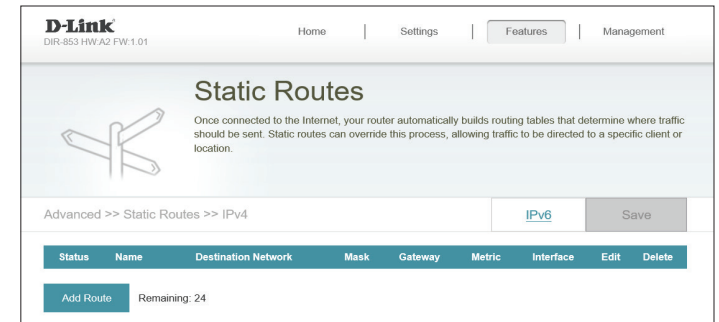 D-Link
DIR-853 HW:A2 FW:1.01
Home | Settings | Features | Management
Static Routes
Once connected to the Internet, your router automatically builds routing tables that determine where traffic
should be sent. Static routes can override this process, allowing traffic to be directed to a specific client or
location.
Advanced >> Static Routes >> IPv4
IPv6
Save
Status Name Destination Network Mask Gateway Metric Interface Edit Delete
Add Route Remaining: 24